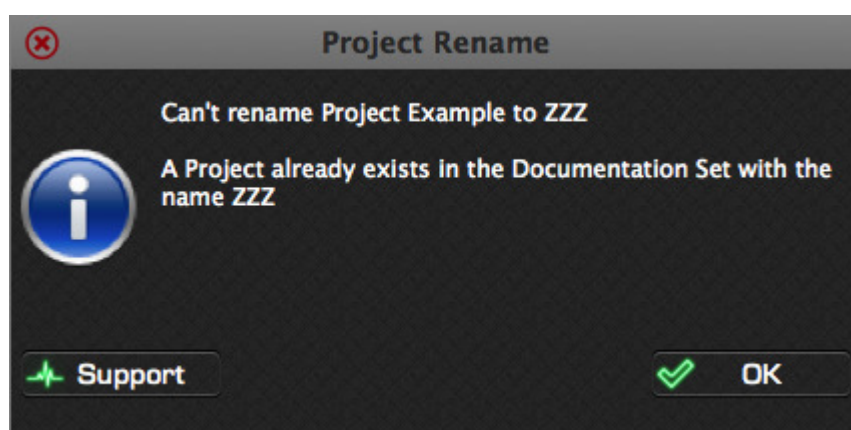 Project Rename
Can't rename Project Example to ZZZ
A Project already exists in the Documentation Set with the
name ZZZ
Support
OK